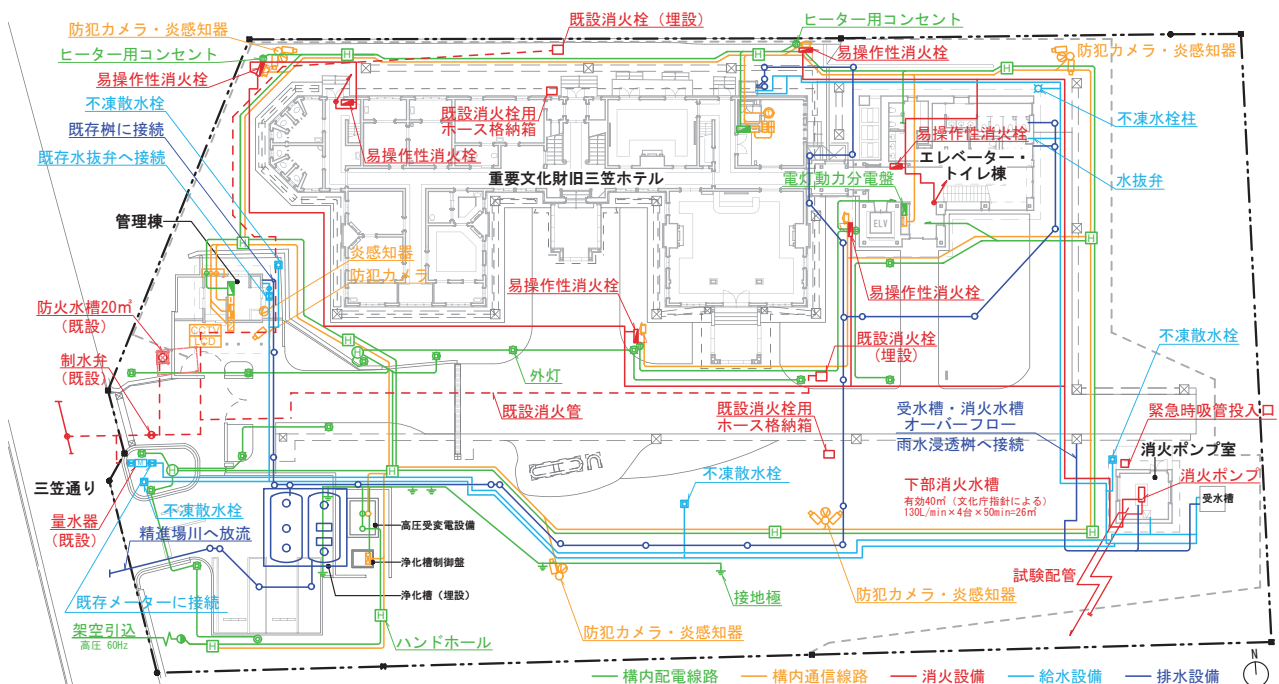 既設消火栓（埋設）
ヒーター用コンセント
防犯カメラ・炎感知器
ヒーター用コンセント
易操作性消火栓
易操作性消火栓
防犯カメラ・炎感知器
不凍散水栓
既存桝に接続
既存水抜弁へ接続
既設消火栓用
ホース格納箱
易操作性消火栓
不凍水栓柱
易操作性消火栓
エレベーター・
トイレ棟
重要文化財旧三笠ホテル
電灯動力分電盤
水抜弁
ELV
管理棟
炎感知器
防犯カメラ
易操作性消火栓
易操作性消火栓
防火水槽20㎥
（既設）
CCD
制水弁
（既設）
既設消火栓
（埋設）
不凍散水栓
外灯
既設消火管
既設消火栓用
ホース格納箱
受水槽・消火水槽
オーバーフロー
雨水浸透桝へ接続
緊急時吸管投入口
消火ポンプ室
三笠通り
M
不凍散水栓
下部消火水槽
有効40㎥（文化庁指針による）
130L/min×4台×50min=26㎥
消火ポンプ
受水槽
量水器
（既設）
不凍散水栓
精進場川へ放流
高圧受変電設備
浄化槽制御盤
浄化槽（埋設）
試験配管
既存メーターに接続
接地極
防犯カメラ・炎感知器
架空引込
高圧 60Hz
ハンドホール
防犯カメラ・炎感知器
H
H
H
H
H
H
H
H
H
H
H
H
H
H
N
構内配電線路
構内通信線路
消火設備
給水設備
排水設備